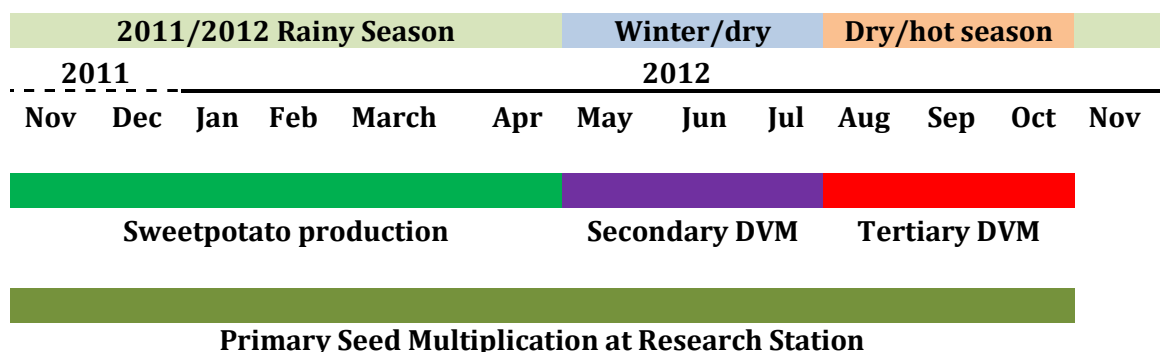 2011/2012 Rainy Season Winter/dry Dry/hot season
2011 2012
Nov Dec Jan Feb March Apr May Jun Jul Aug Sep Oct Nov
Sweetpotato production Secondary DVM Tertiary DVM
Primary Seed Multiplication at Research Station